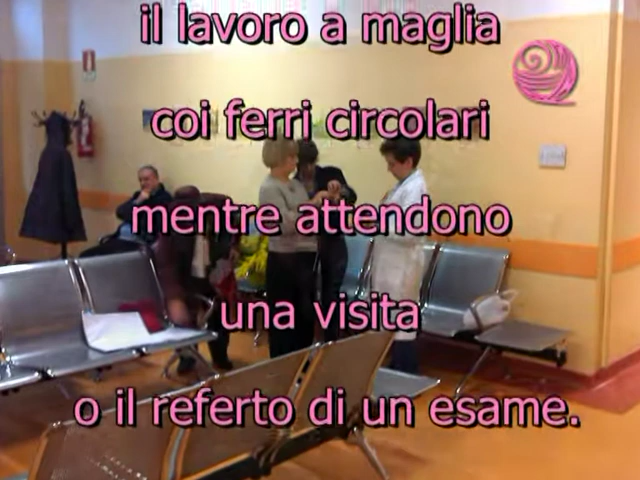 il lavoro a maglia
coi ferri circolari
mentre attendono
una visita
o il referto di un esame.